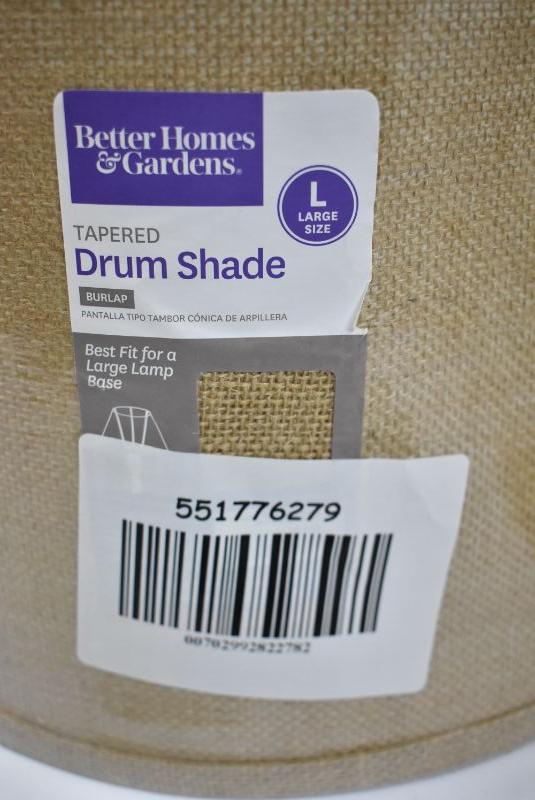 Better Homes
& Gardens®
L
LARGE
SIZE
TAPERED
Drum Shade
BURLAP
PANTALLA TIPO TAMBOR CÓNICA DE ARPILLERA
Best Fit for a
Large Lamp
Base
551776279
00702992822782